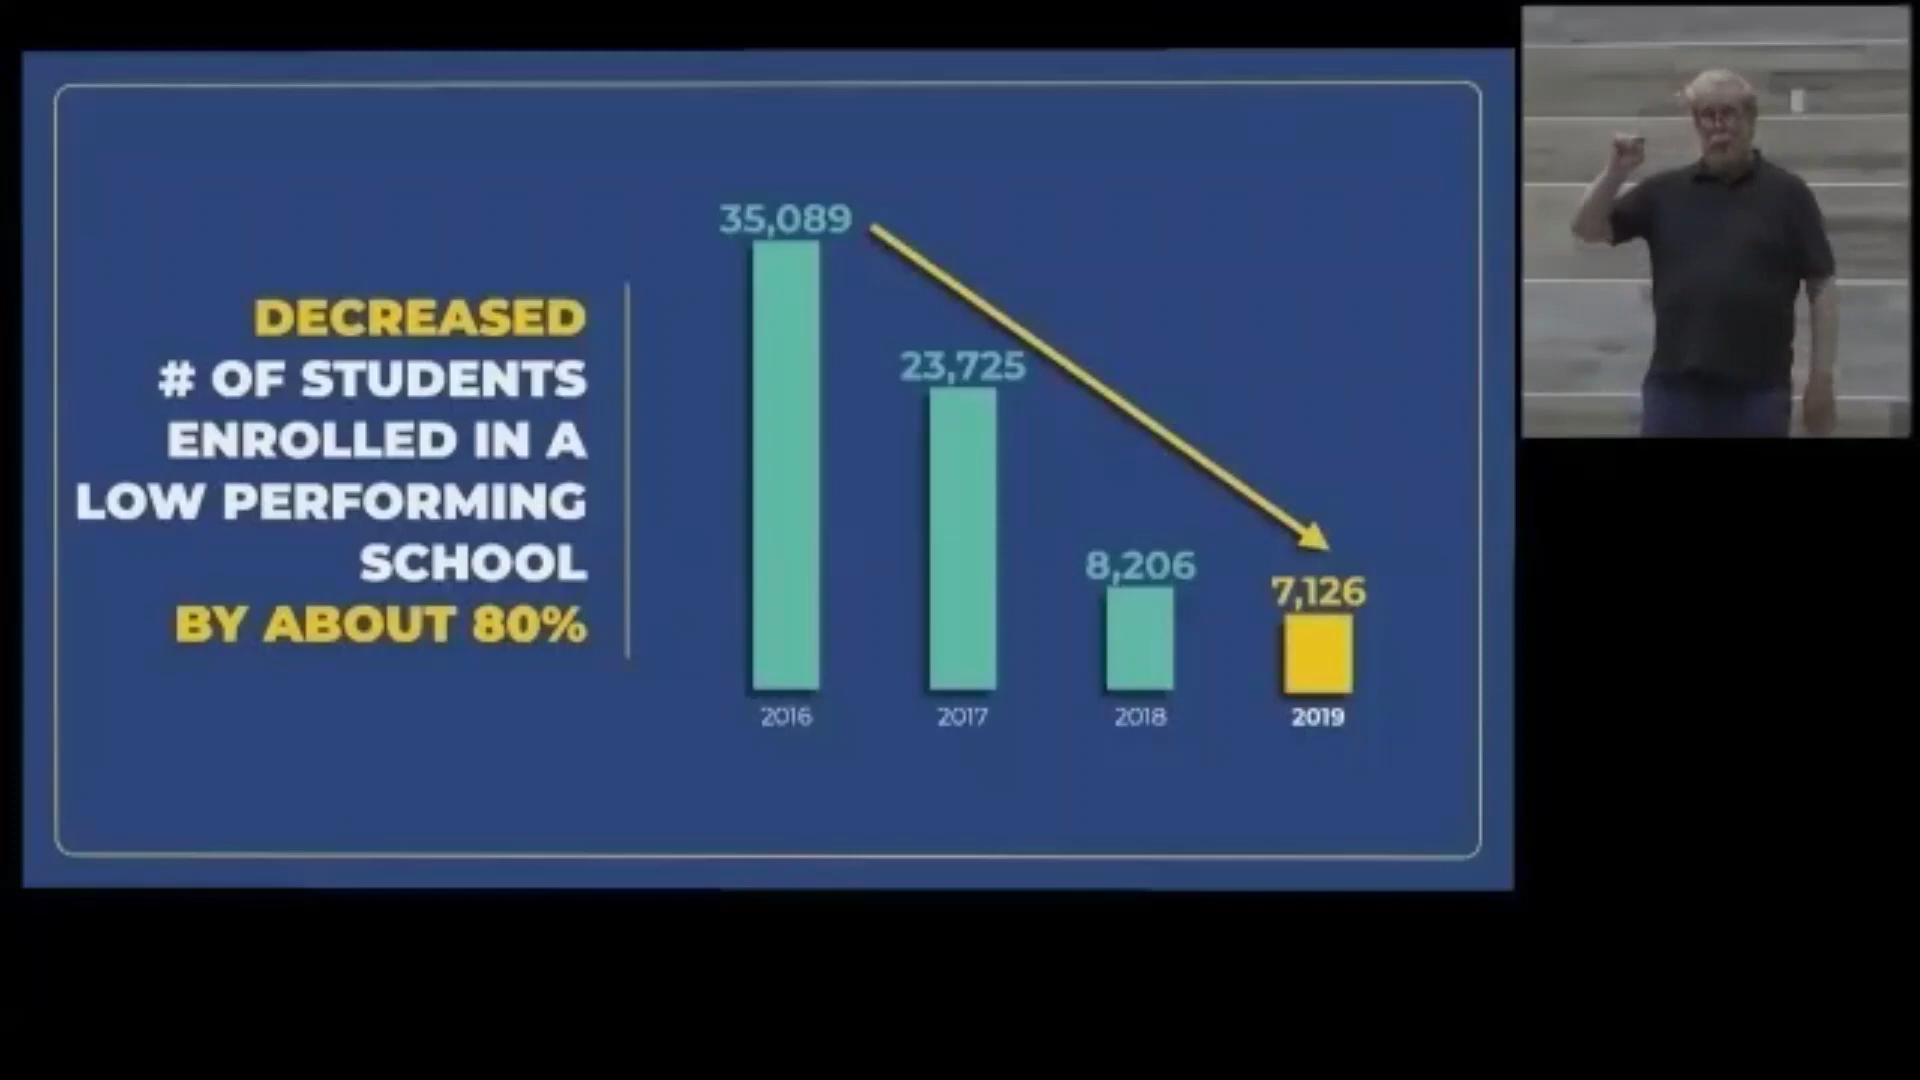 DECREASED
# OF STUDENTS
ENROLLED IN A
LOW PERFORMING
SCHOOL
BY ABOUT 80%
35,089
23,725
8,206
7,126
2016
2017
2018
2019